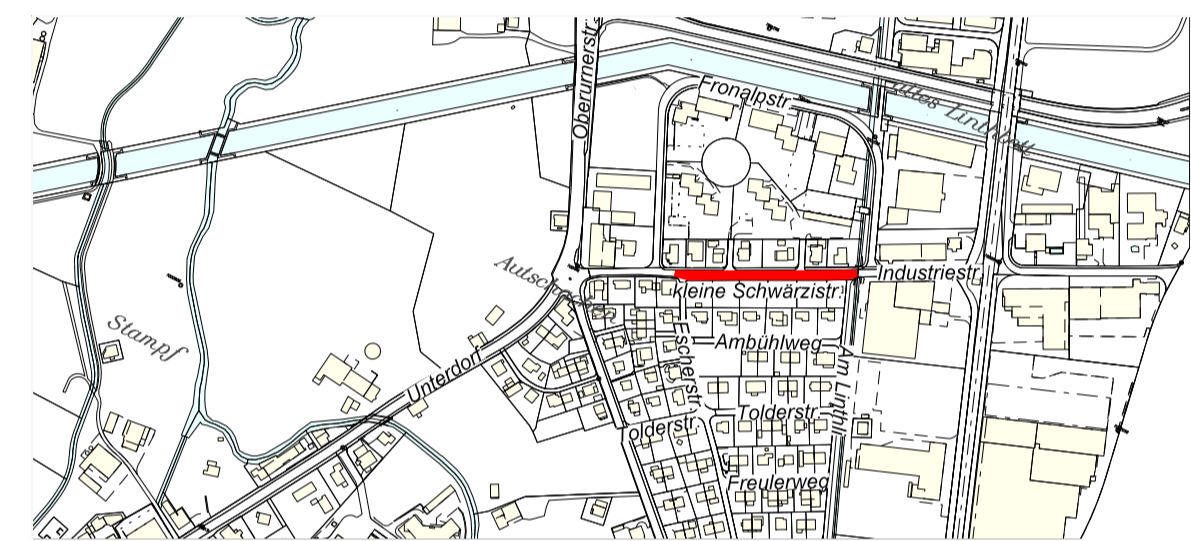 Oberurnerstr.
Fronalpstr.
altes Linthbett
Autschachen
Industriestr.
kleine Schwärzistr.
Stampf
Escherstr.
Ambühlweg
Am Linthli
Unterdorf
Tolderstr.
olderstr.
Freulerweg